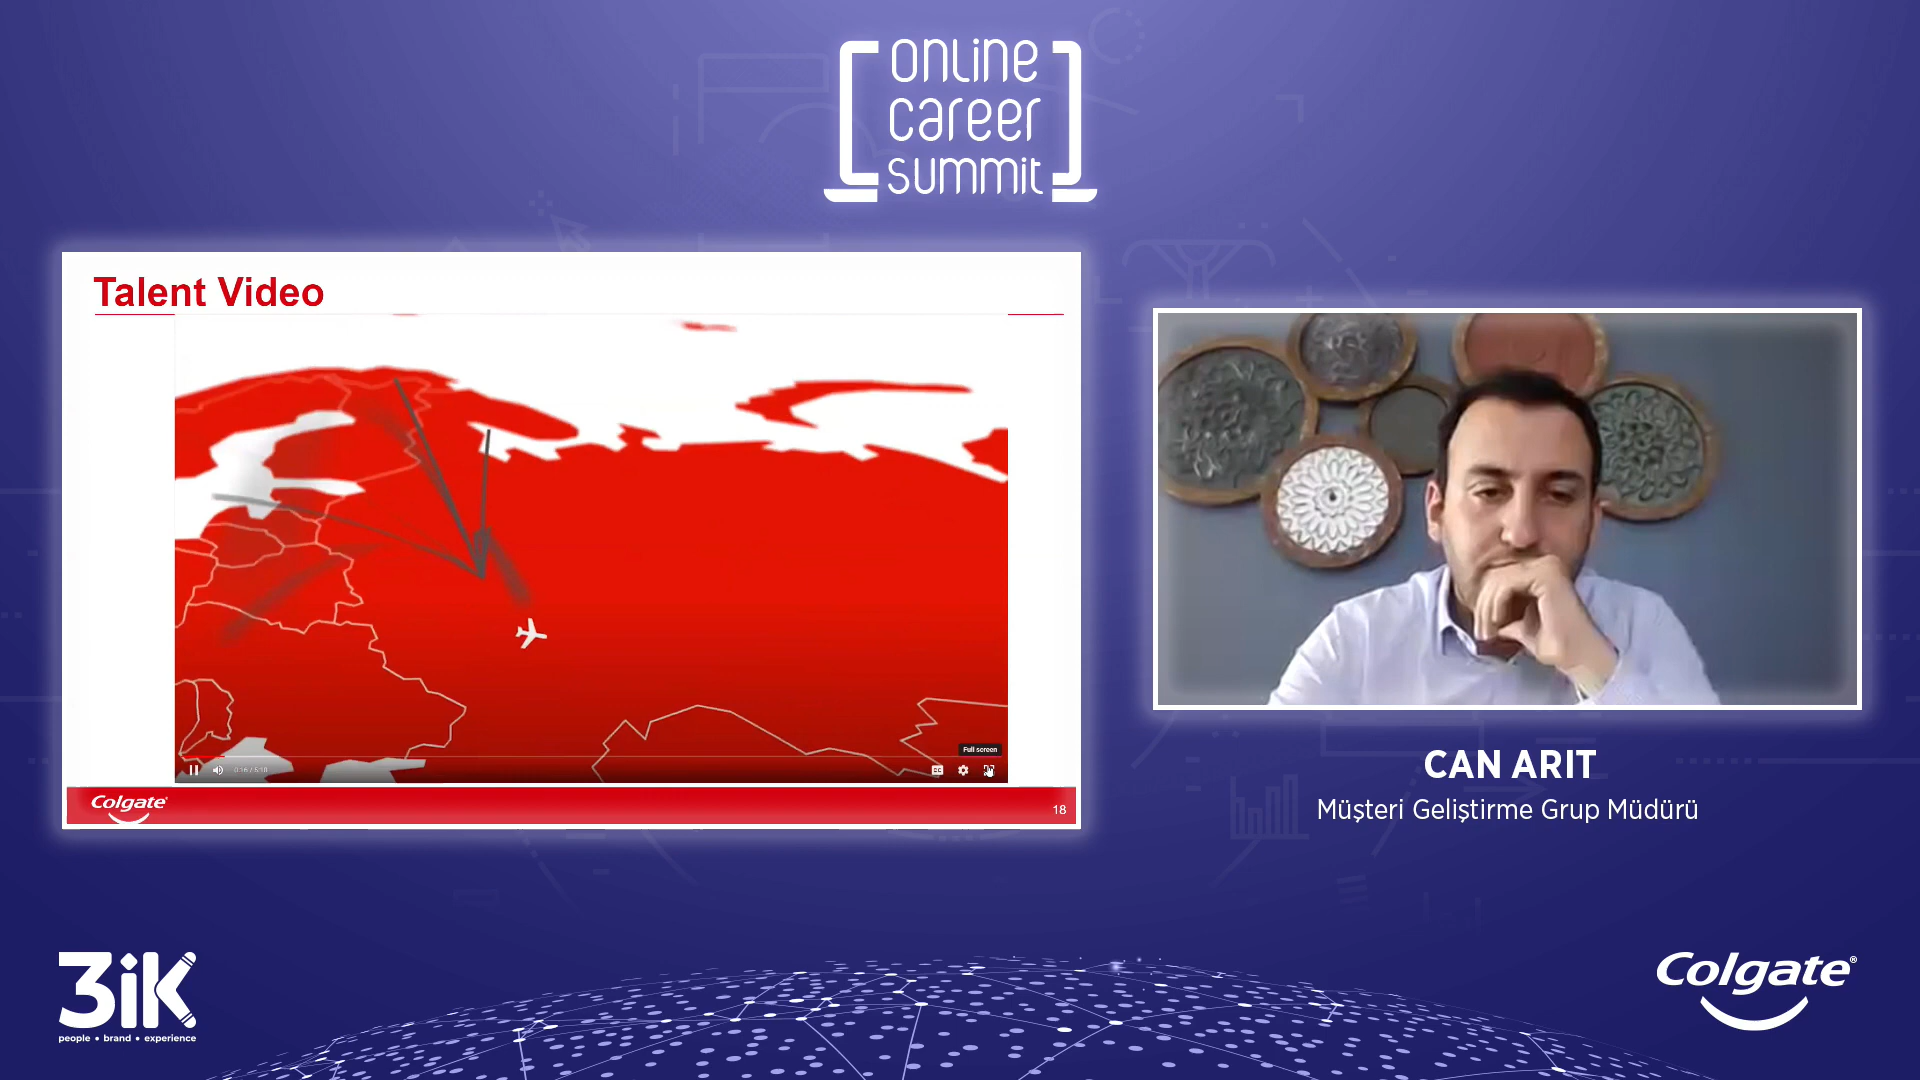 online
career
summit
Talent Video
Full screen
Colgate
18
CAN ARIT
Müşteri Geliştirme Grup Müdürü
3iK
people • brand • experience
Colgate®